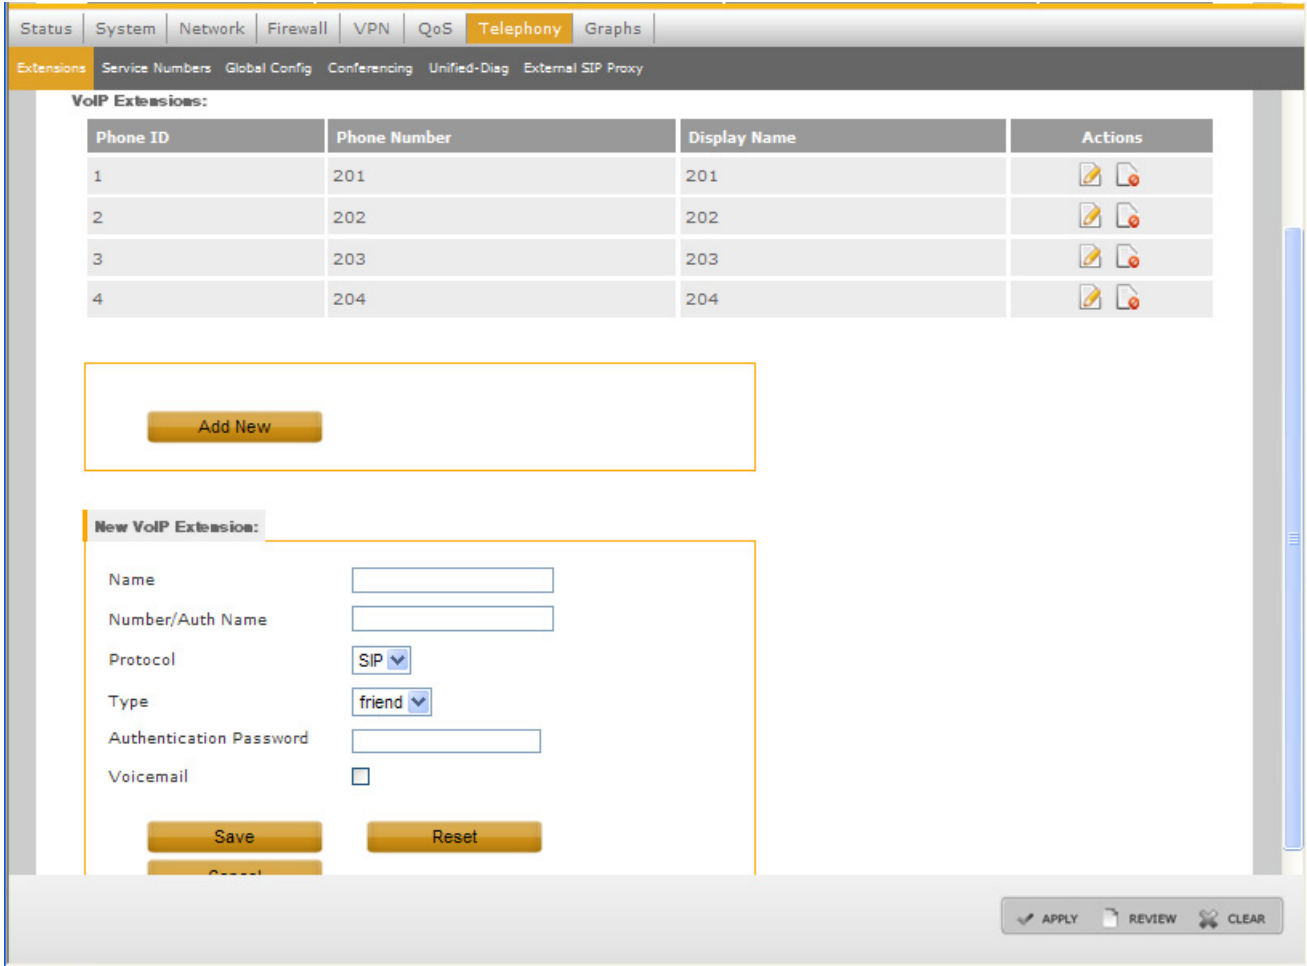 Status System Network Firewall VPN QoS Telephony Graphs
Extensions Service Numbers Global Config Conferencing Unified-Diag External SIP Proxy
VoIP Extensions:
Phone ID Phone Number Display Name Actions
1 201 201
2 202 202
3 203 203
4 204 204
Add New
New VoIP Extension:
Name
Number/Auth Name
Protocol SIP
Type friend
Authentication Password
Voicemail
Save Reset
Cancel
APPLY REVIEW CLEAR